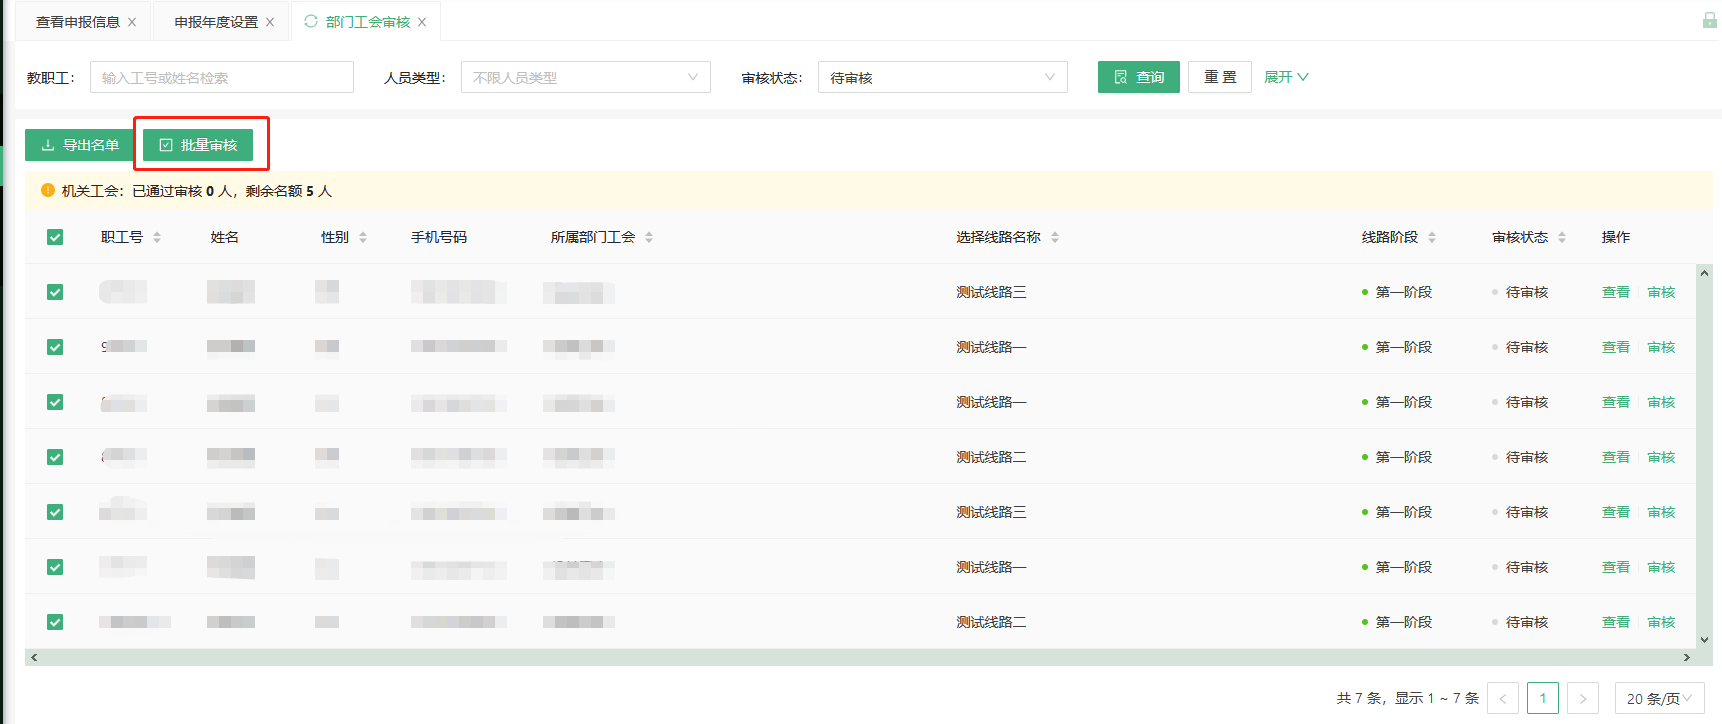 查看申报信息 申报年度设置 部门工会审核
教职工： 输入工号或姓名检索 人员类型： 不限人员类型 审核状态： 待审核 查询 重 置 展开
导出名单 批量审核
机关工会：已通过审核 0 人，剩余名额 5 人
职工号 姓名 性别 手机号码 所属部门工会 选择线路名称 线路阶段 审核状态 操作
测试线路三 第一阶段 待审核 查看 审核
测试线路一 第一阶段 待审核 查看 审核
测试线路一 第一阶段 待审核 查看 审核
测试线路二 第一阶段 待审核 查看 审核
测试线路三 第一阶段 待审核 查看 审核
测试线路一 第一阶段 待审核 查看 审核
测试线路二 第一阶段 待审核 查看 审核
共 7 条，显示 1 ~ 7 条 < 1 > 20 条/页